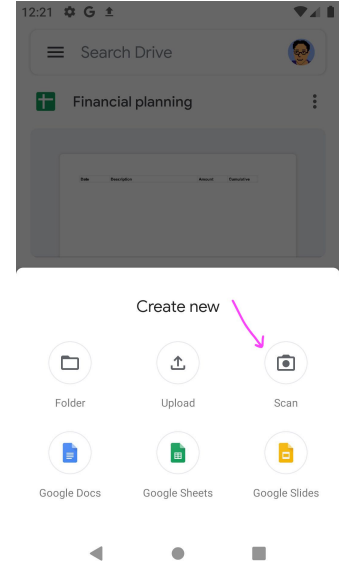 12:21
Search Drive
Financial planning
Date Description Amount
Create new
Folder Upload Scan
Google Docs Google Sheets Google Slides